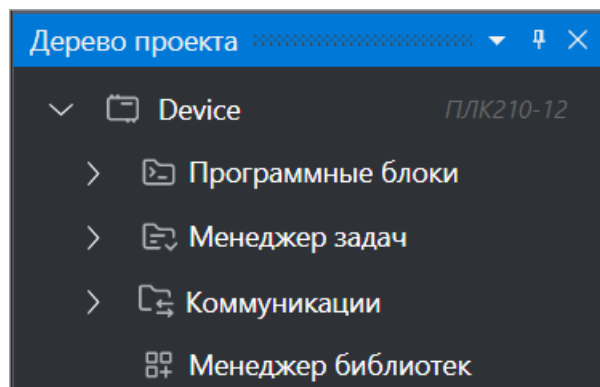 Дерево проекта
Device ПЛК210-12
Программные блоки
Менеджер задач
Коммуникации
Менеджер библиотек